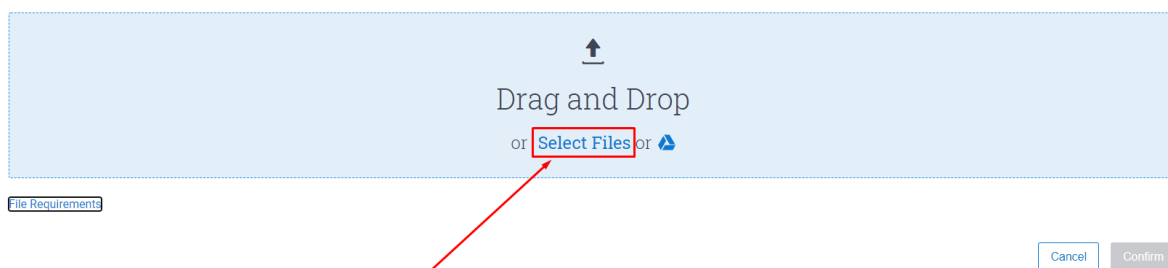 Drag and Drop
or Select Files or
File Requirements
Cancel Confirm